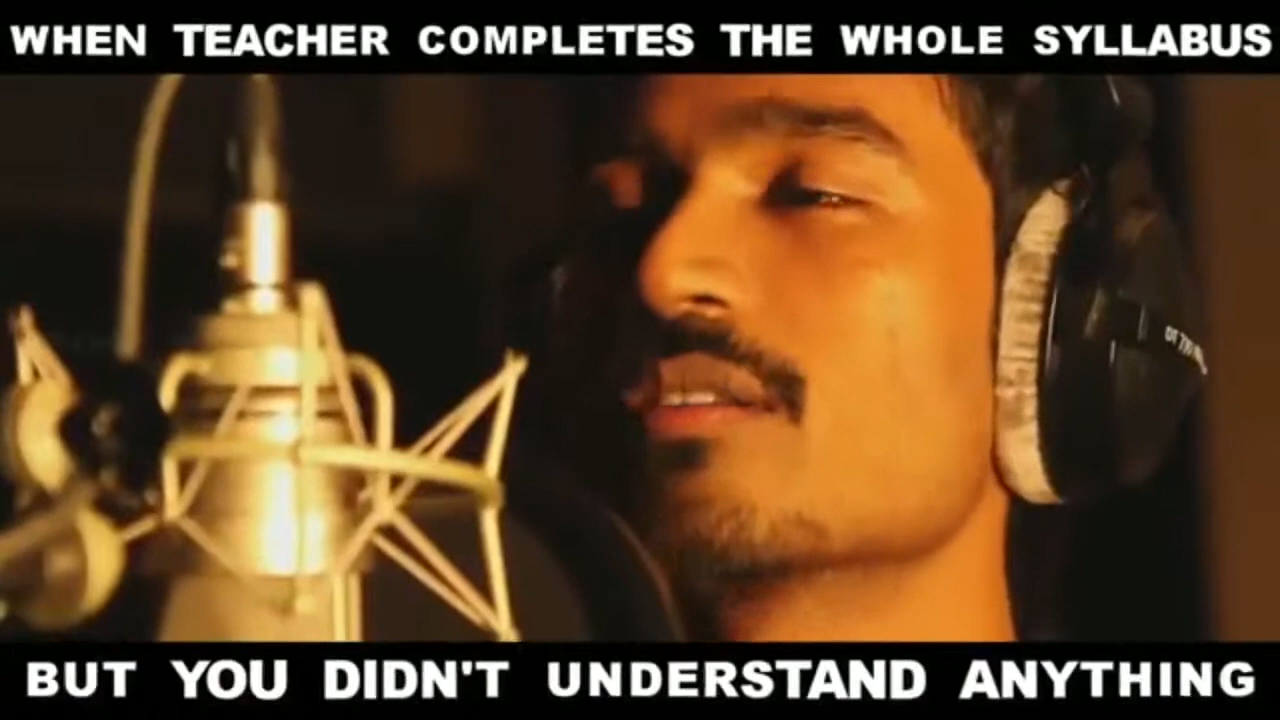 WHEN TEACHER COMPLETES THE WHOLE SYLLABUS
BUT YOU DIDN'T UNDERSTAND ANYTHING